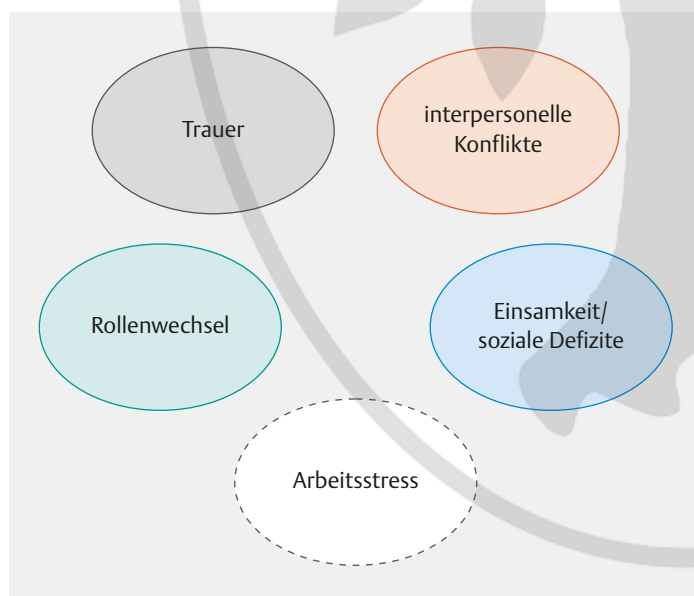 Trauer
interpersonelle
Konflikte
Rollenwechsel
Einsamkeit/
soziale Defizite
Arbeitsstress